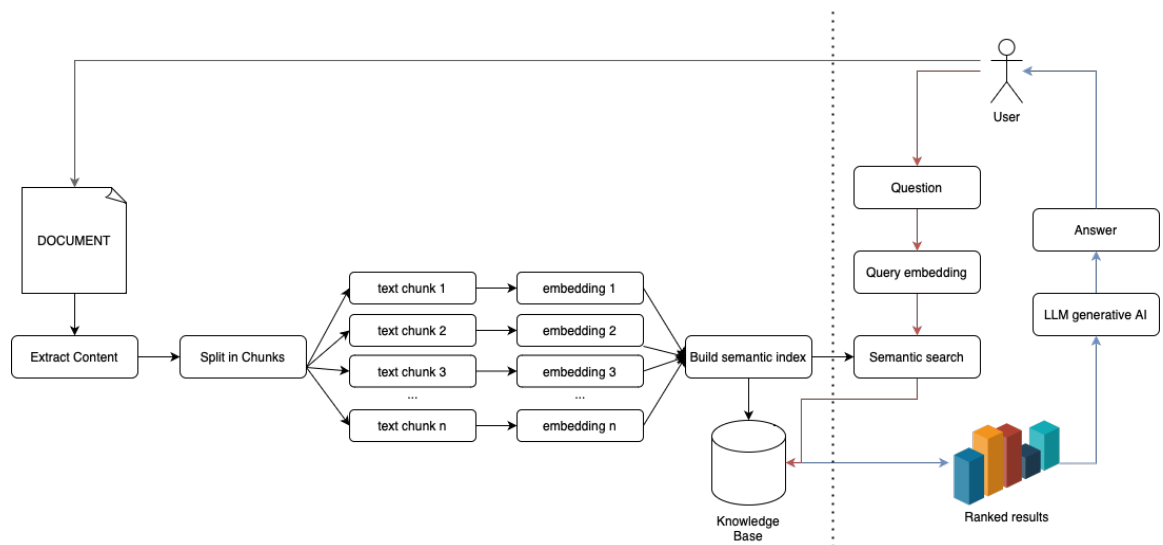 User
Question
DOCUMENT
Answer
Query embedding
text chunk 1
embedding 1
LLM generative AI
text chunk 2
embedding 2
Extract Content
Split in Chunks
Build semantic index
Semantic search
text chunk 3
embedding 3
...
...
text chunk n
embedding n
Knowledge
Base
Ranked results